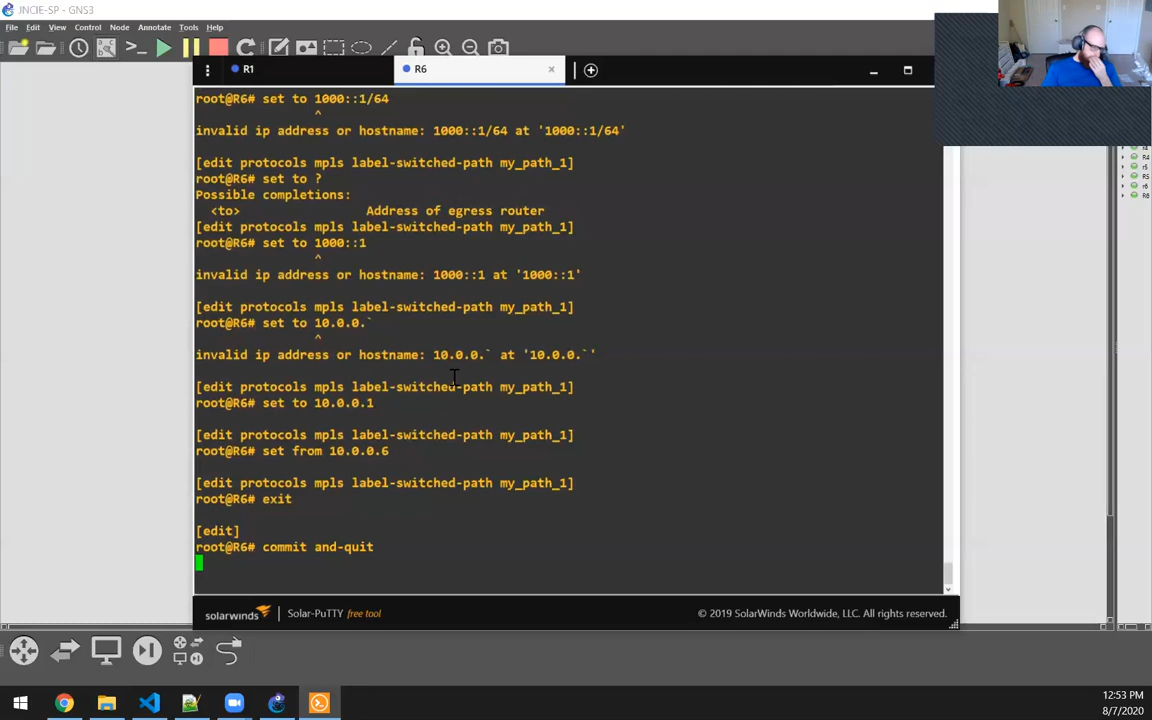 JNCIE-SP - GNS3
File Edit View Control Node Annotate Tools Help
R1
R6
root@R6# set to 1000::1/64
^
invalid ip address or hostname: 1000::1/64 at '1000::1/64'
[edit protocols mpls label-switched-path my_path_1]
root@R6# set to ?
Possible completions:
<to> Address of egress router
[edit protocols mpls label-switched-path my_path_1]
root@R6# set to 1000::1
^
invalid ip address or hostname: 1000::1 at '1000::1'
[edit protocols mpls label-switched-path my_path_1]
root@R6# set to 10.0.0.`
^
invalid ip address or hostname: 10.0.0.` at '10.0.0.`'
[edit protocols mpls label-switched-path my_path_1]
root@R6# set to 10.0.0.1
[edit protocols mpls label-switched-path my_path_1]
root@R6# set from 10.0.0.6
[edit protocols mpls label-switched-path my_path_1]
root@R6# exit
[edit]
root@R6# commit and-quit
r4
R4
r5
R5
r6
R6
solarwinds Solar-PuTTY free tool © 2019 SolarWinds Worldwide, LLC. All rights reserved.
12:53 PM
8/7/2020